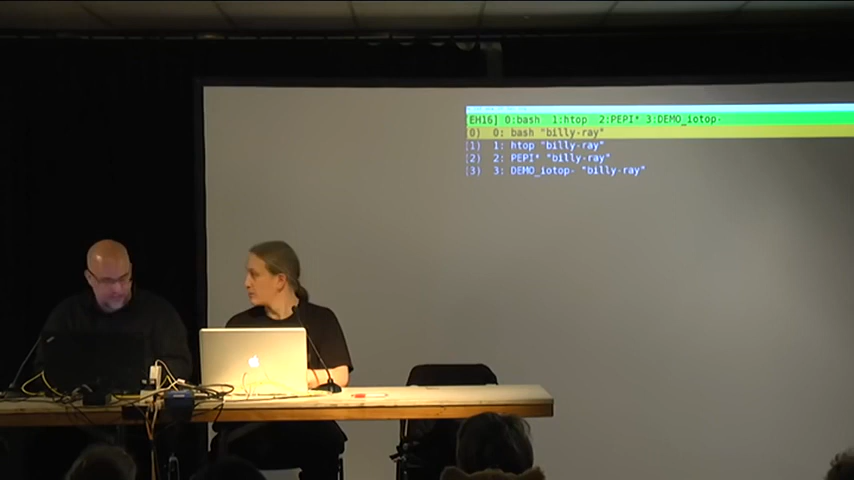 [EH16] 0:bash 1:htop 2:PEPI* 3:DEMO_iotop-
(0) 0: bash "billy-ray"
(1) 1: htop "billy-ray"
(2) 2: PEPI* "billy-ray"
(3) 3: DEMO_iotop- "billy-ray"